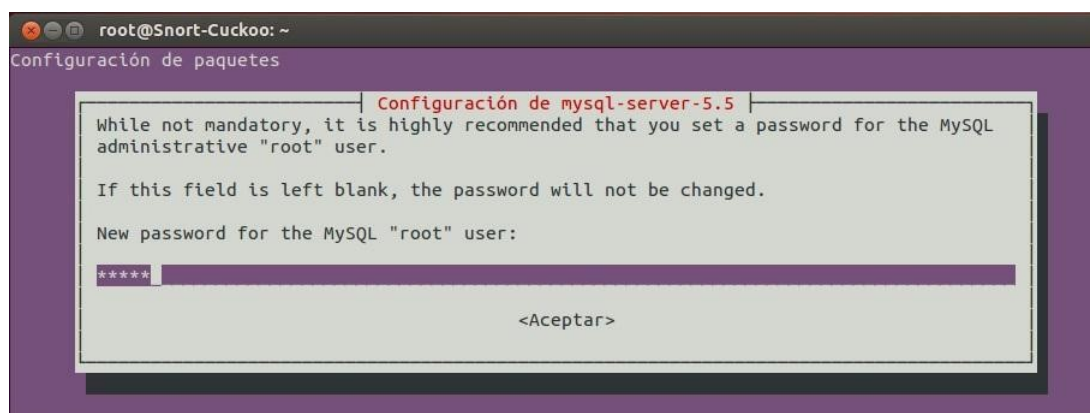 root@Snort-Cuckoo: ~
Configuración de paquetes
Configuración de mysql-server-5.5
While not mandatory, it is highly recommended that you set a password for the MySQL
administrative "root" user.
If this field is left blank, the password will not be changed.
New password for the MySQL "root" user:
*****
<Aceptar>